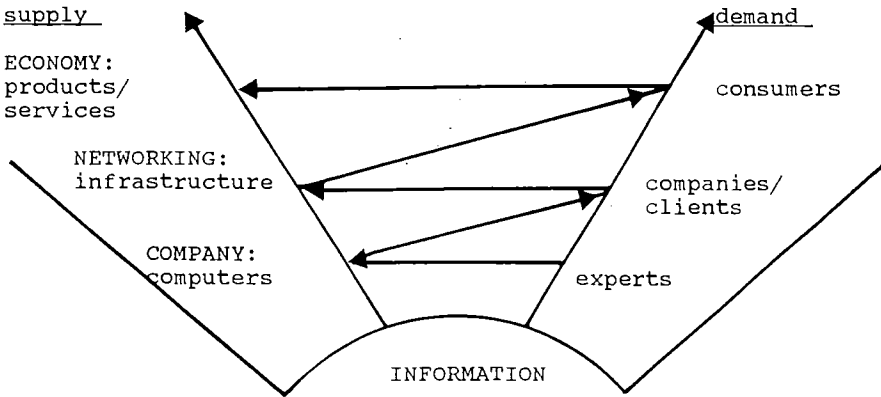 supply
demand
ECONOMY:
products/
services
consumers
NETWORKING:
infrastructure
companies/
clients
COMPANY:
computers
experts
INFORMATION